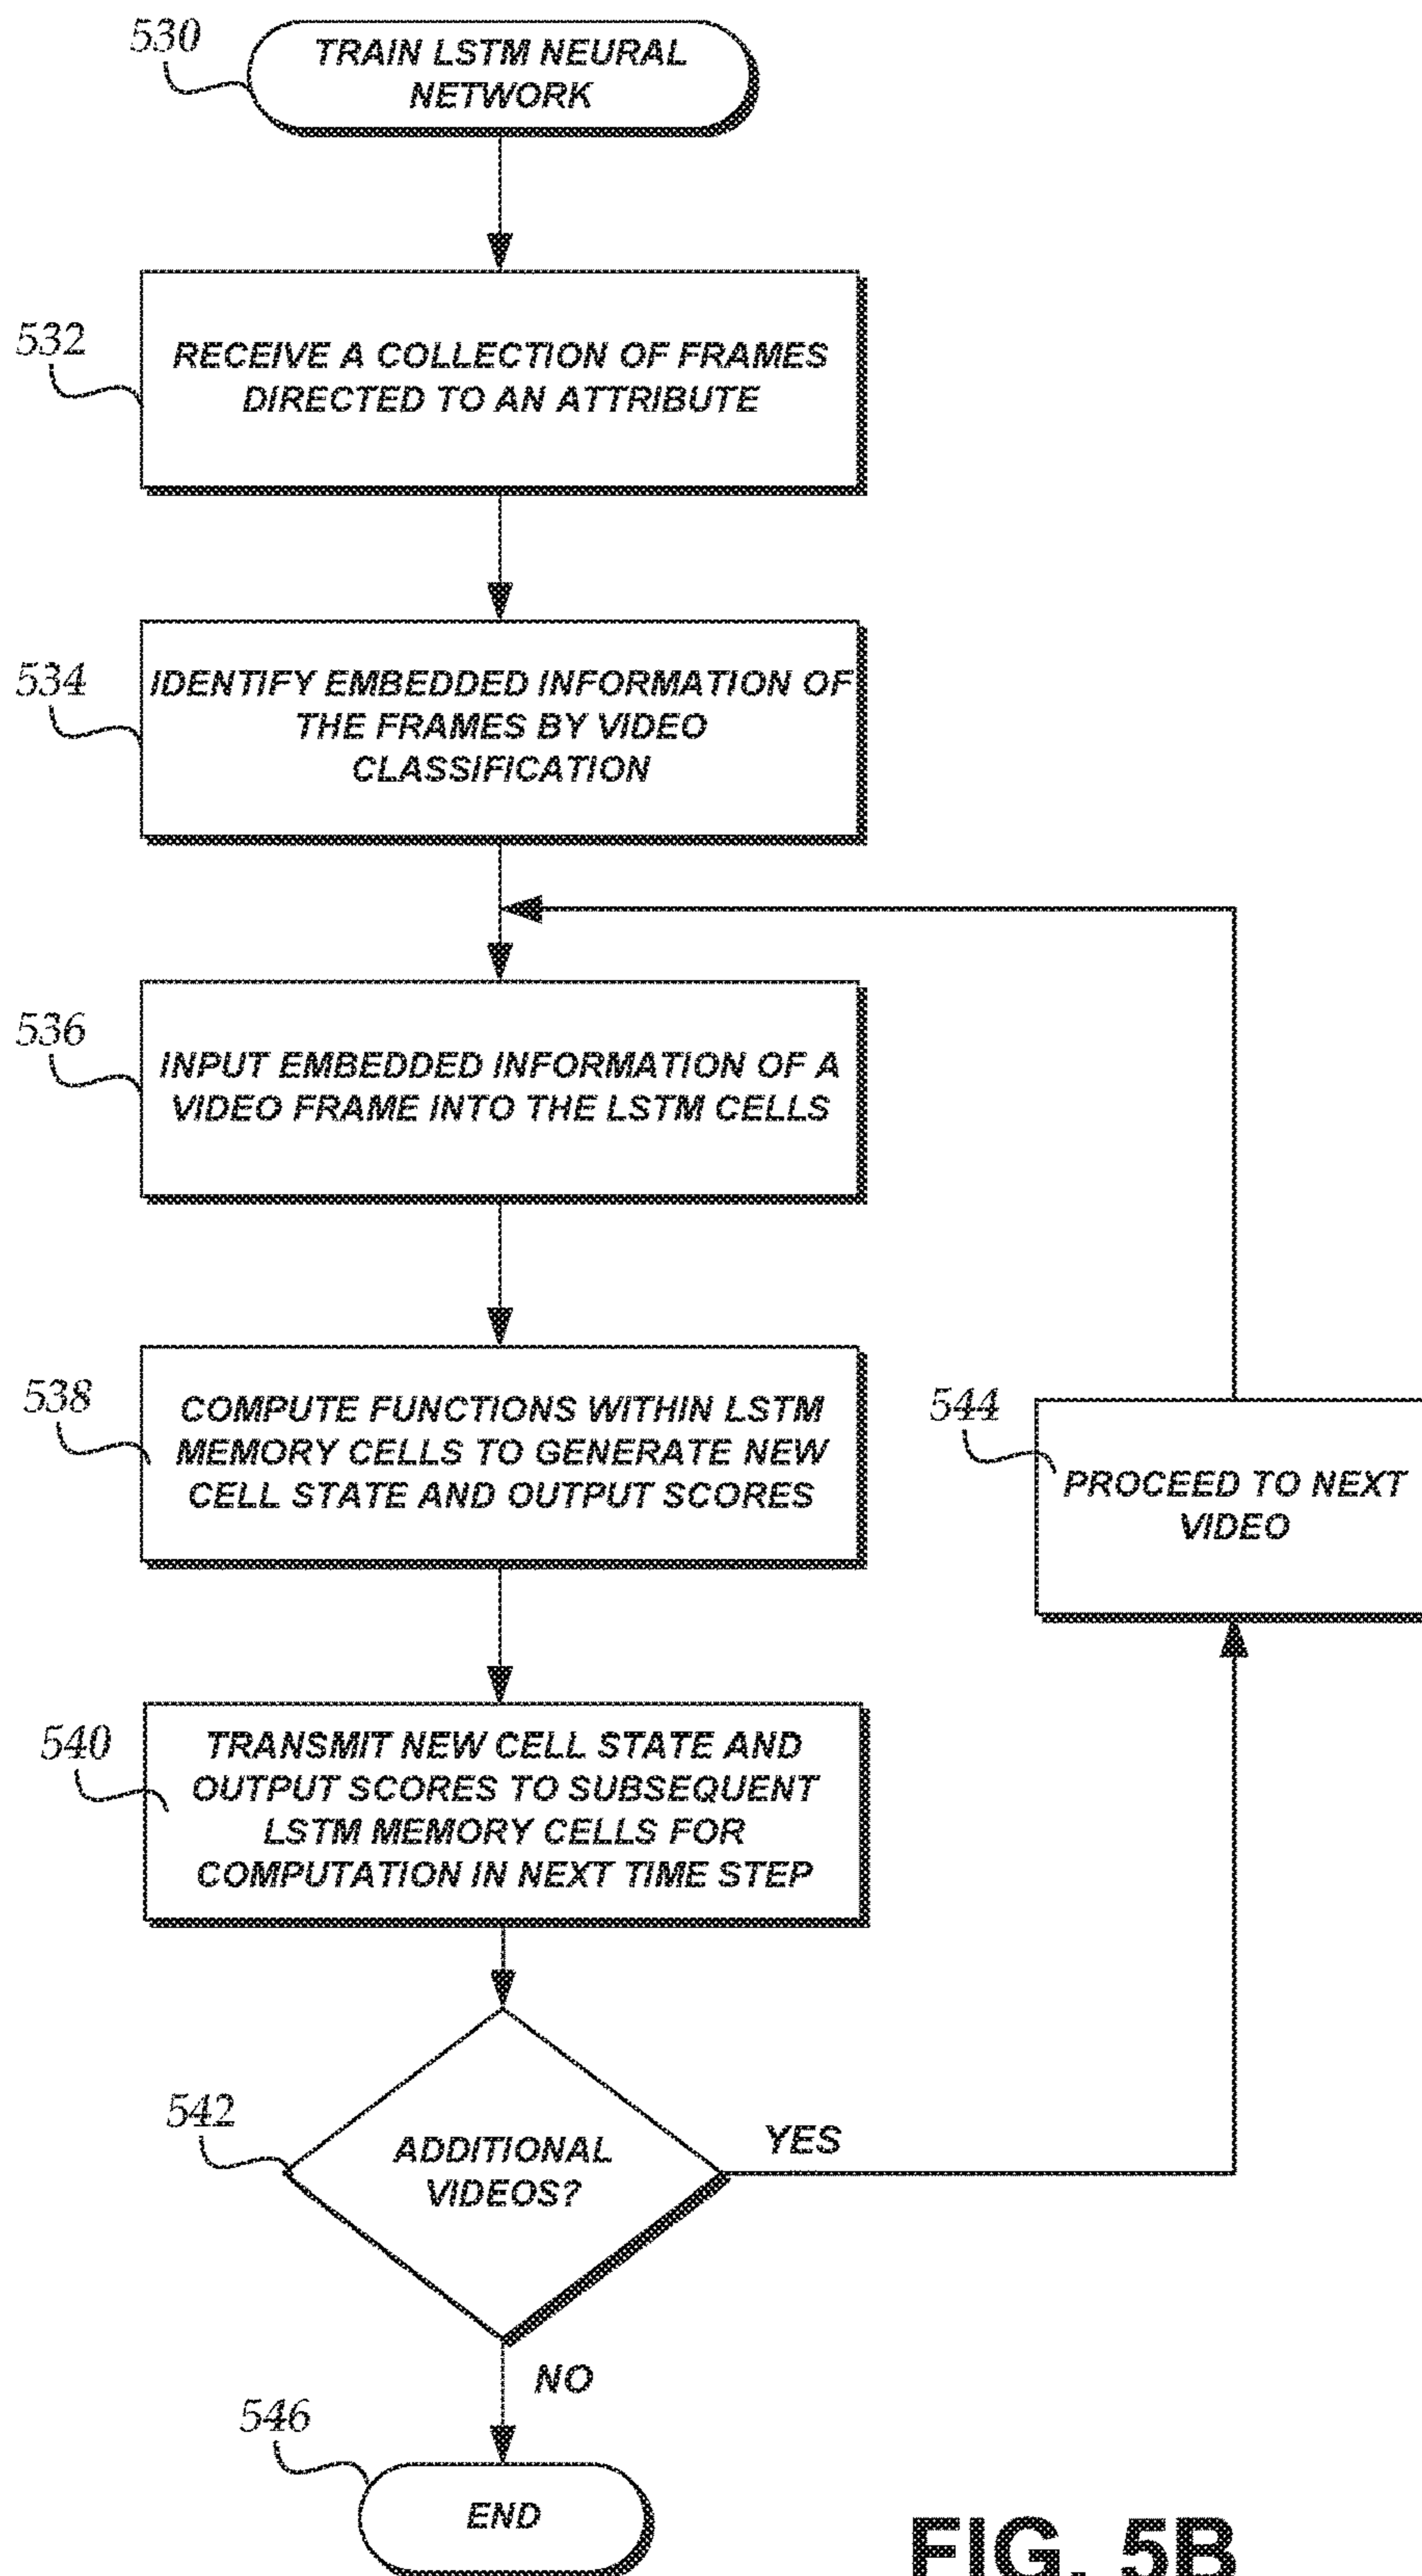 530
TRAIN LSTM NEURAL
NETWORK
532
RECEIVE A COLLECTION OF FRAMES
DIRECTED TO AN ATTRIBUTE
534
IDENTIFY EMBEDDED INFORMATION OF
THE FRAMES BY VIDEO
CLASSIFICATION
536
INPUT EMBEDDED INFORMATION OF A
VIDEO FRAME INTO THE LSTM CELLS
538
COMPUTE FUNCTIONS WITHIN LSTM
MEMORY CELLS TO GENERATE NEW
CELL STATE AND OUTPUT SCORES
544
PROCEED TO NEXT
VIDEO
540
TRANSMIT NEW CELL STATE AND
OUTPUT SCORES TO SUBSEQUENT
LSTM MEMORY CELLS FOR
COMPUTATION IN NEXT TIME STEP
542
ADDITIONAL
VIDEOS?
YES
NO
546
END
FIG. 5B